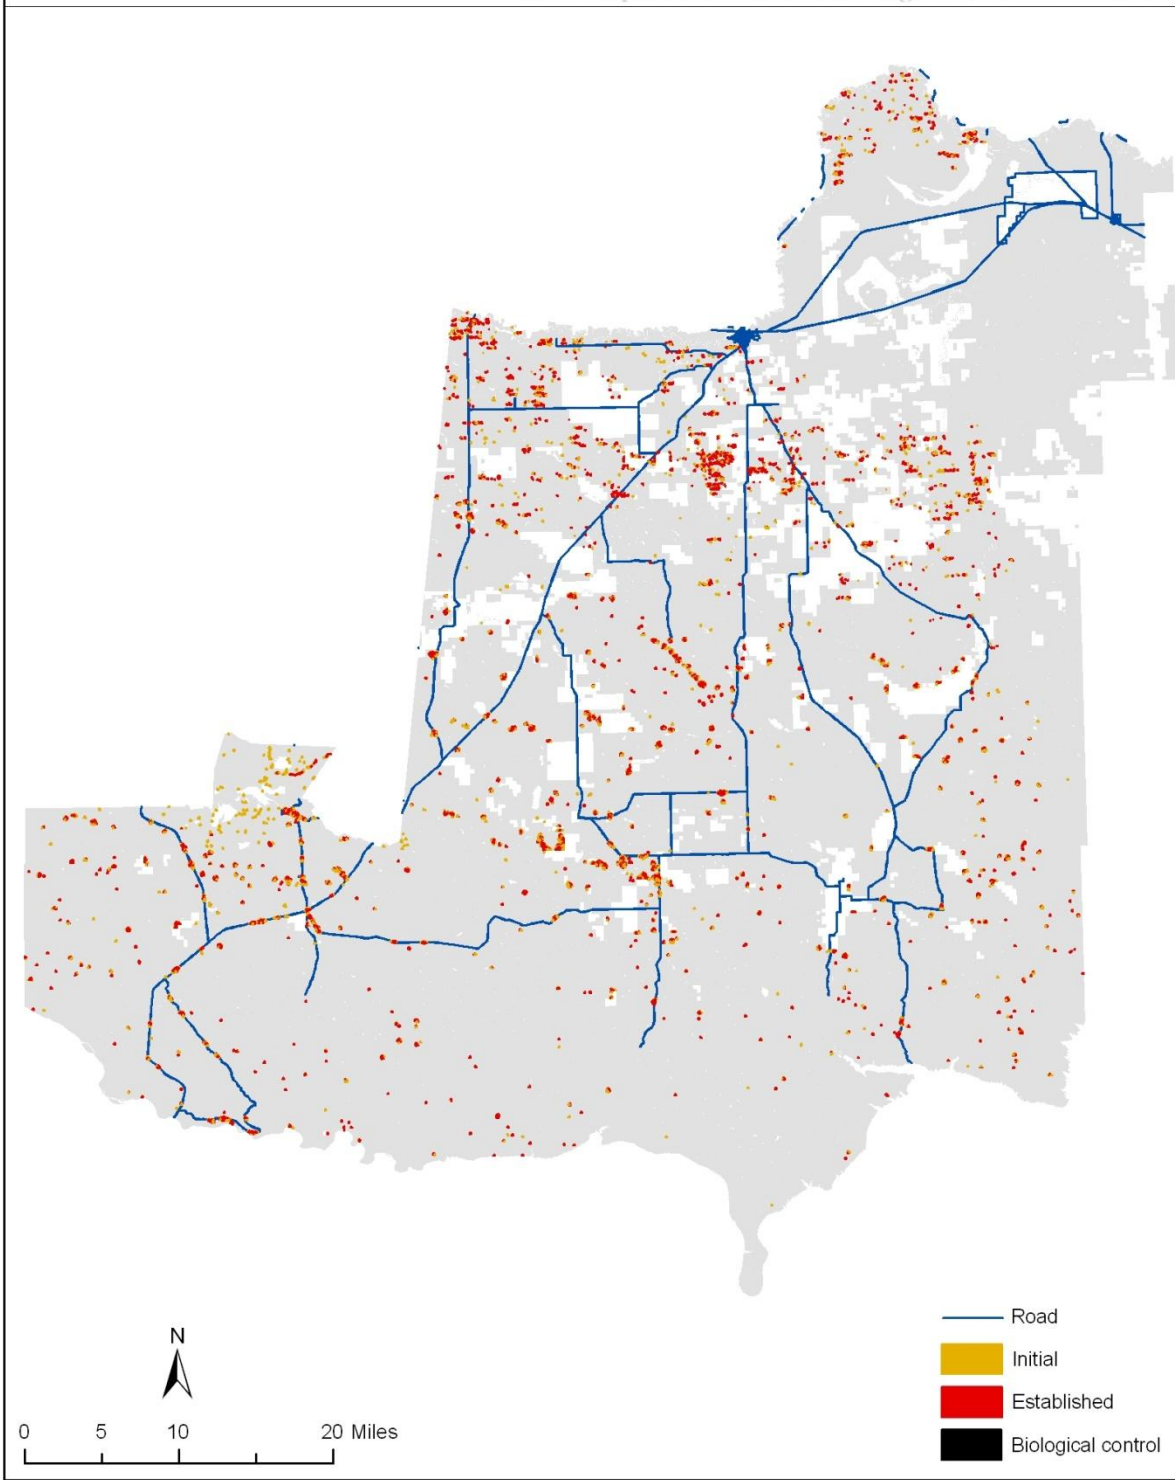 N
0 5 10 20 Miles
Road
Initial
Established
Biological control